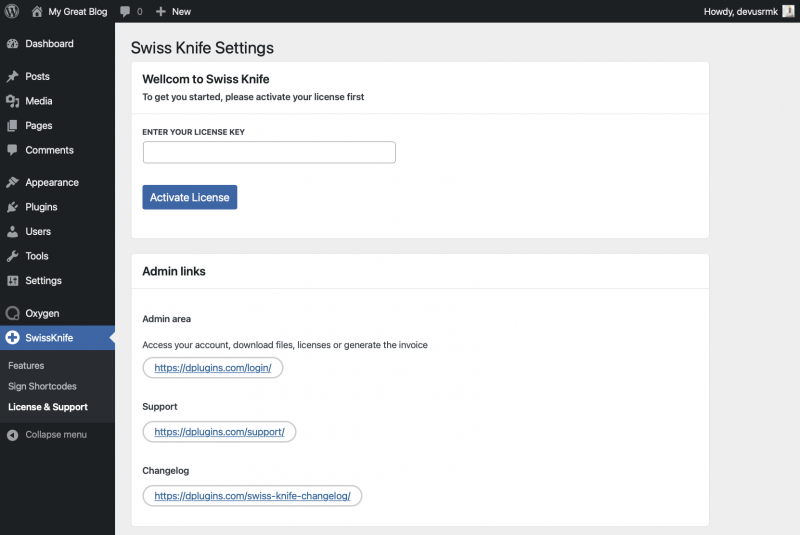 My Great Blog 0 New Howdy, devusrmk
Dashboard
Posts
Media
Pages
Comments
Appearance
Plugins
Users
Tools
Settings
Oxygen
SwissKnife
Features
Sign Shortcodes
License & Support
Collapse menu
Swiss Knife Settings
Wellcom to Swiss Knife
To get you started, please activate your license first
ENTER YOUR LICENSE KEY
Activate License
Admin links
Admin area
Access your account, download files, licenses or generate the invoice
https://dplugins.com/login/
Support
https://dplugins.com/support/
Changelog
https://dplugins.com/swiss-knife-changelog/